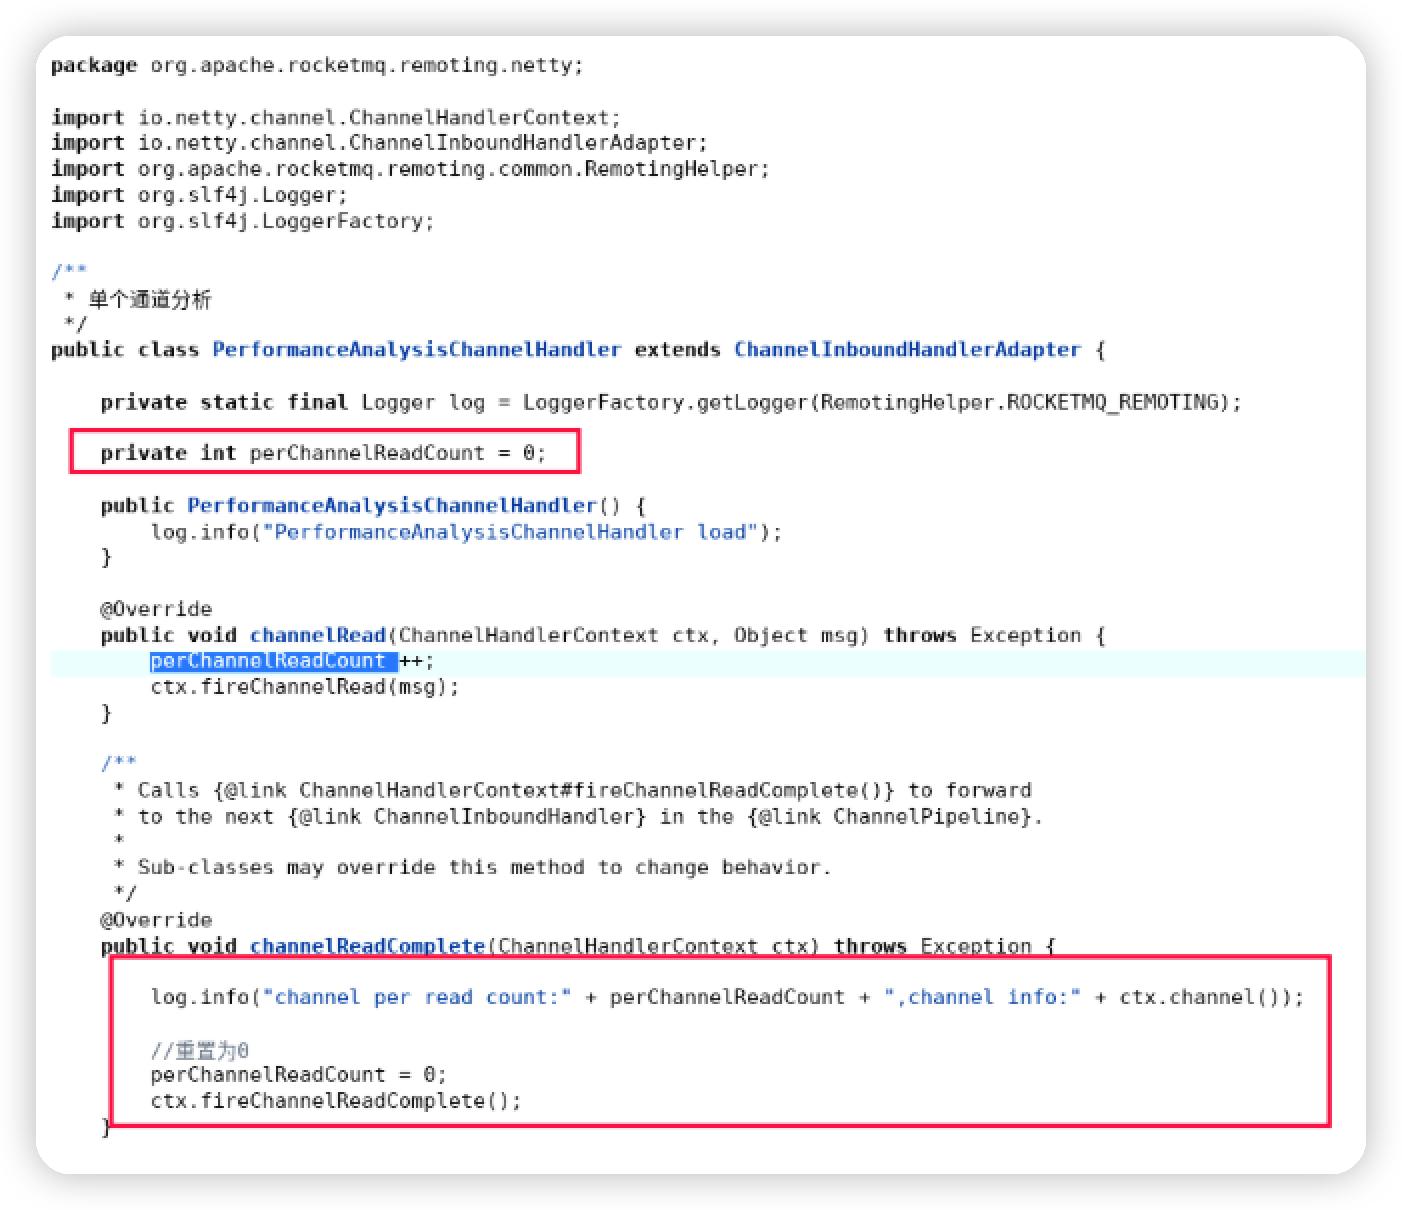 package org.apache.rocketmq.remoting.netty;
import io.netty.channel.ChannelHandlerContext;
import io.netty.channel.ChannelInboundHandlerAdapter;
import org.apache.rocketmq.remoting.common.RemotingHelper;
import org.slf4j.Logger;
import org.slf4j.LoggerFactory;
/**
 * 单个通道分析
 */
public class PerformanceAnalysisChannelHandler extends ChannelInboundHandlerAdapter {
    private static final Logger log = LoggerFactory.getLogger(RemotingHelper.ROCKETMQ_REMOTING);
    private int perChannelReadCount = 0;
    public PerformanceAnalysisChannelHandler() {
        log.info("PerformanceAnalysisChannelHandler load");
    }
    @Override
    public void channelRead(ChannelHandlerContext ctx, Object msg) throws Exception {
        perChannelReadCount ++;
        ctx.fireChannelRead(msg);
    }
    /**
     * Calls {@link ChannelHandlerContext#fireChannelReadComplete()} to forward
     * to the next {@link ChannelInboundHandler} in the {@link ChannelPipeline}.
     *
     * Sub-classes may override this method to change behavior.
     */
    @Override
    public void channelReadComplete(ChannelHandlerContext ctx) throws Exception {
        log.info("channel per read count:" + perChannelReadCount + ",channel info:" + ctx.channel());
        //重置为0
        perChannelReadCount = 0;
        ctx.fireChannelReadComplete();
    }